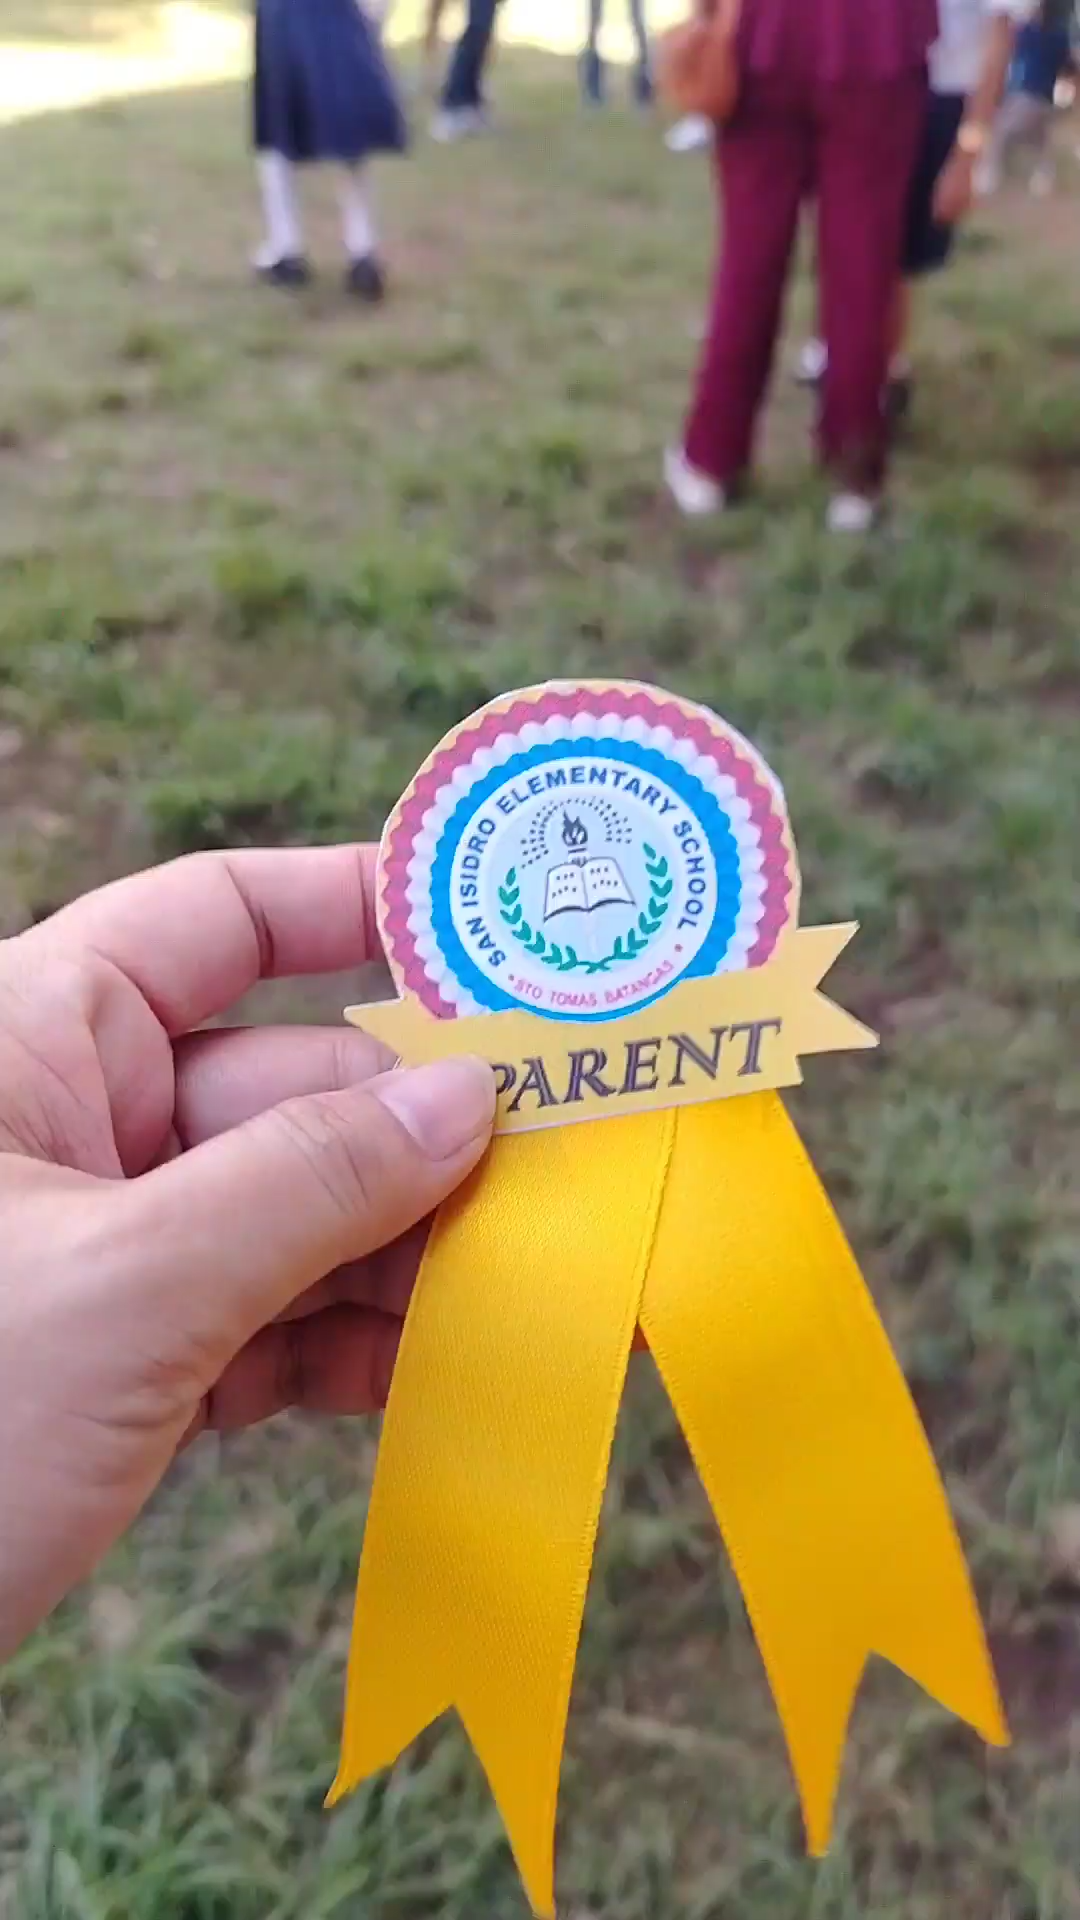 SAN ISIDRO ELEMENTARY SCHOOL
• STO TOMAS BATANGAS •
PARENT